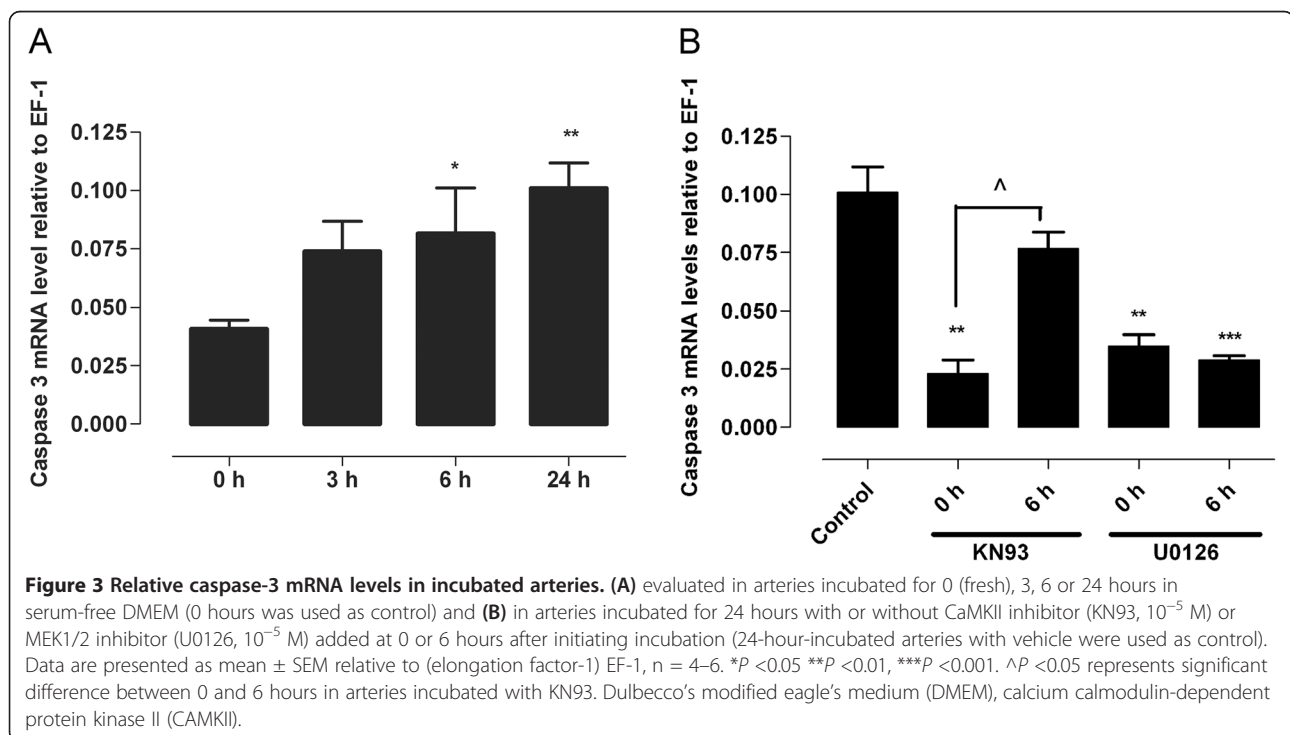 A
Caspase 3 mRNA level relative to EF-1
0.125
0.100
0.075
0.050
0.025
0.000
*
**
0 h
3 h
6 h
24 h
B
Caspase 3 mRNA levels relative to EF-1
0.125
0.100
0.075
0.050
0.025
0.000
^
**
**
***
Control
0 h
6 h
0 h
6 h
KN93
U0126
Figure 3 Relative caspase-3 mRNA levels in incubated arteries. (A) evaluated in arteries incubated for 0 (fresh), 3, 6 or 24 hours in
serum-free DMEM (0 hours was used as control) and (B) in arteries incubated for 24 hours with or without CaMKII inhibitor (KN93, 10⁻⁵ M) or
MEK1/2 inhibitor (U0126, 10⁻⁵ M) added at 0 or 6 hours after initiating incubation (24-hour-incubated arteries with vehicle were used as control).
Data are presented as mean ± SEM relative to (elongation factor-1) EF-1, n = 4–6. *P <0.05 **P <0.01, ***P <0.001. ^P <0.05 represents significant
difference between 0 and 6 hours in arteries incubated with KN93. Dulbecco's modified eagle's medium (DMEM), calcium calmodulin-dependent
protein kinase II (CAMKII).